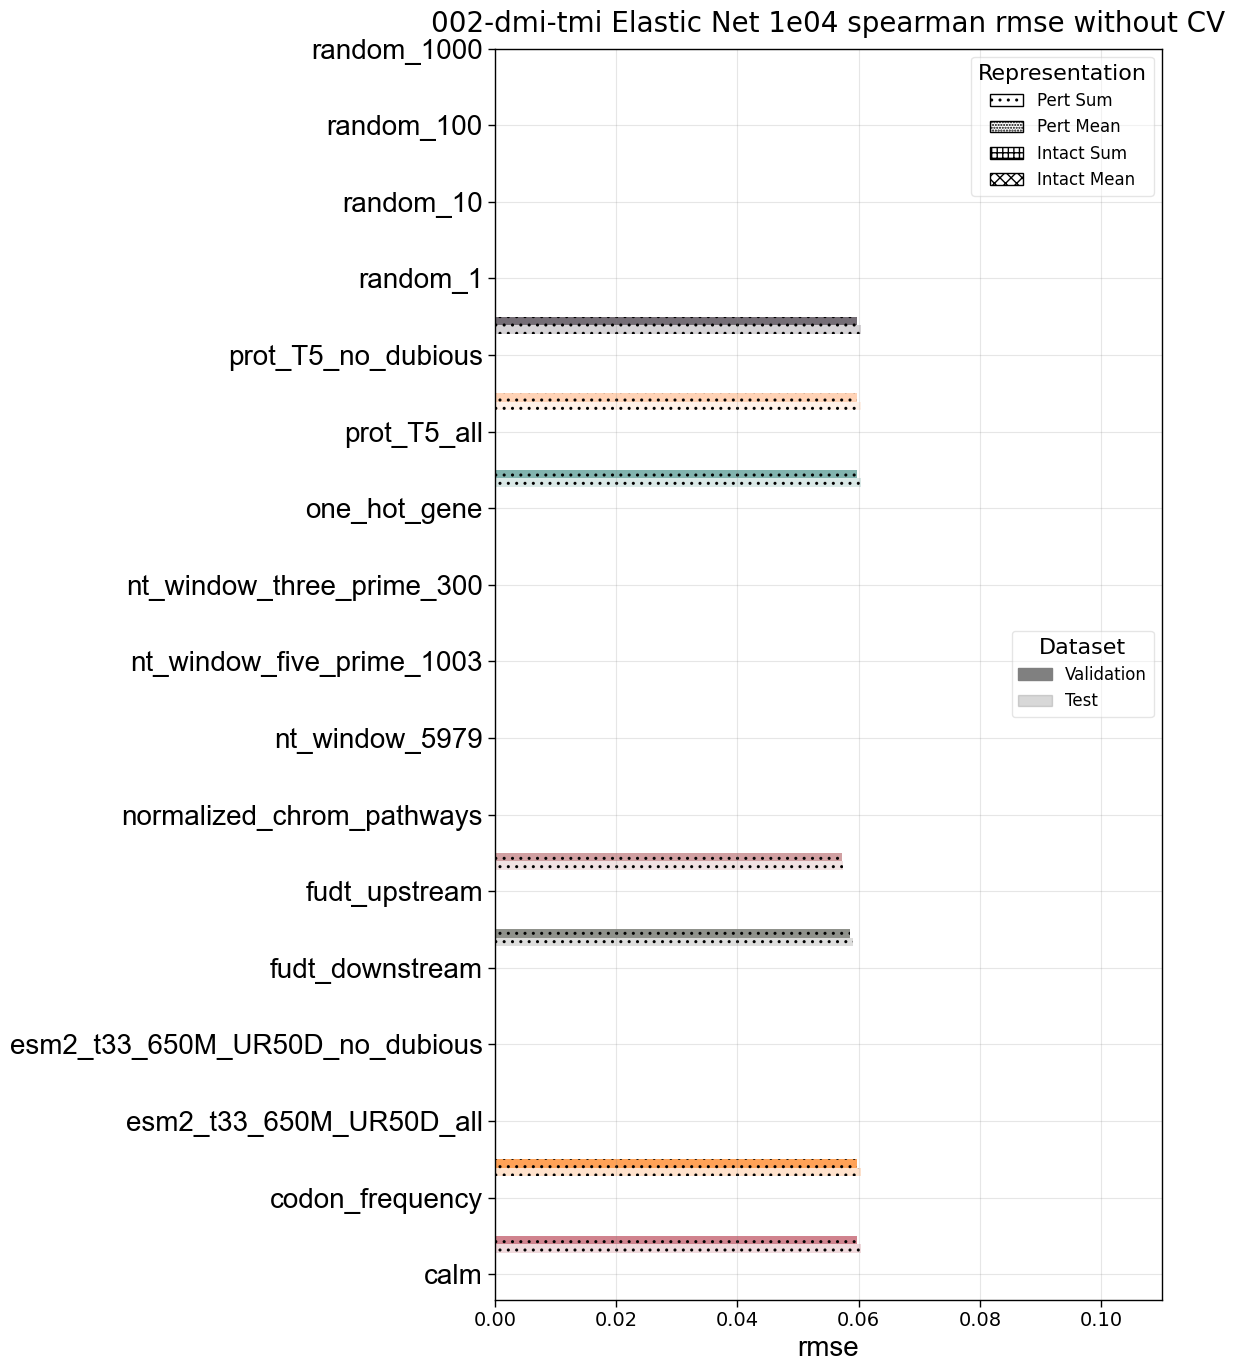 002-dmi-tmi Elastic Net 1e04 spearman rmse without CV
random_1000
random_100
random_10
random_1
prot_T5_no_dubious
prot_T5_all
one_hot_gene
nt_window_three_prime_300
nt_window_five_prime_1003
nt_window_5979
normalized_chrom_pathways
fudt_upstream
fudt_downstream
esm2_t33_650M_UR50D_no_dubious
esm2_t33_650M_UR50D_all
codon_frequency
calm
Representation
Pert Sum
Pert Mean
Intact Sum
Intact Mean
Dataset
Validation
Test
0.00 0.02 0.04 0.06 0.08 0.10
rmse